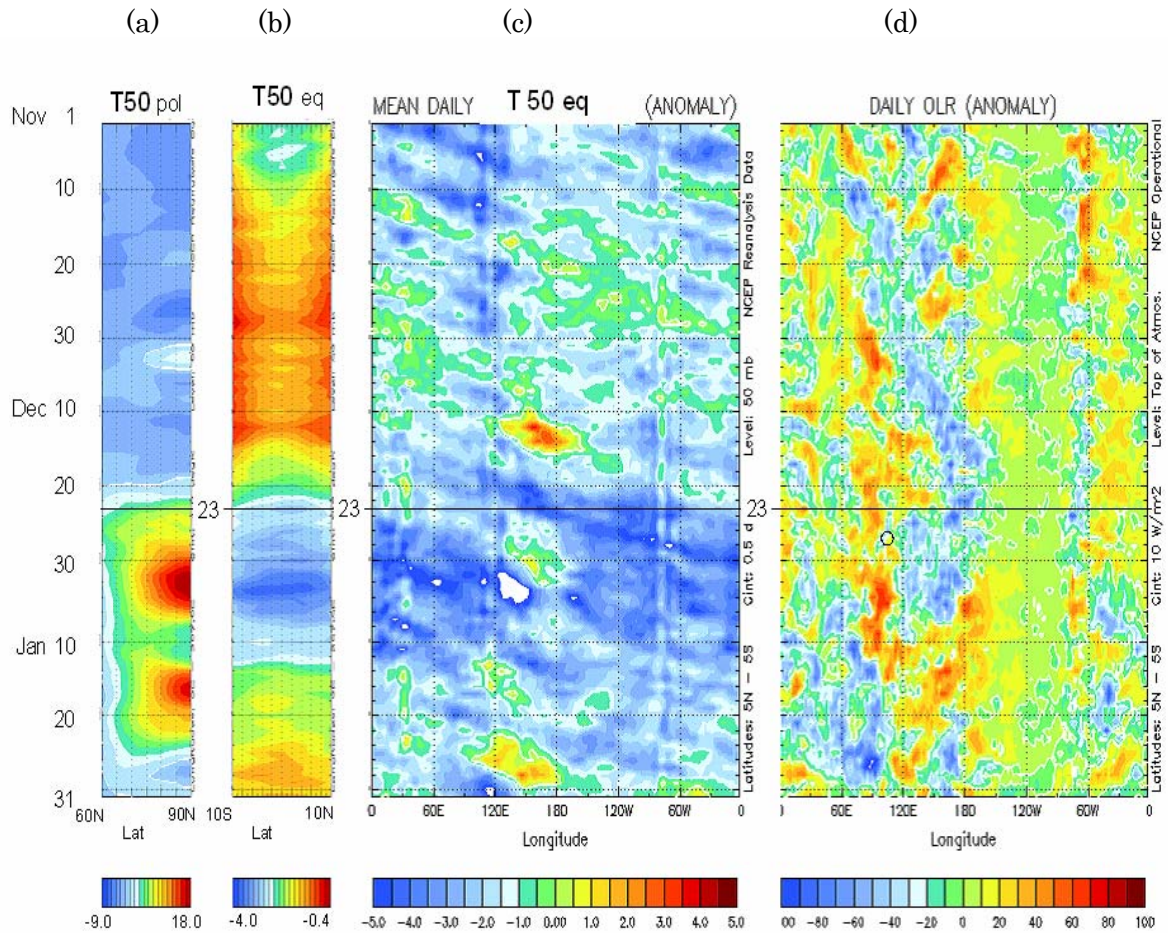 (a) (b) (c) (d)
T50 pol
T50 eq
MEAN DAILY T 50 eq (ANOMALY)
DAILY OLR (ANOMALY)
Nov 1
10
20
30
Dec 10
20
23
23
23
30
Jan 10
20
31
60N 90N
Lat
10S 10N
Lat
0 60E 120E 180 120W 60W 0
Longitude
0 60E 120E 180 120W 60W 0
Longitude
NCEP Reanalysis Data
Level: 50 mb
Cint: 0.5 d
Latitudes: 5N – 5S
NCEP Operational
Level: Top of Atmos.
Cint: 10 W/m2
Latitudes: 5N – 5S
-9.0 18.0
-4.0 -0.4
-5.0 -4.0 -3.0 -2.0 -1.0 0.00 1.0 2.0 3.0 4.0 5.0
00 -80 -60 -40 -20 0 20 40 60 80 100